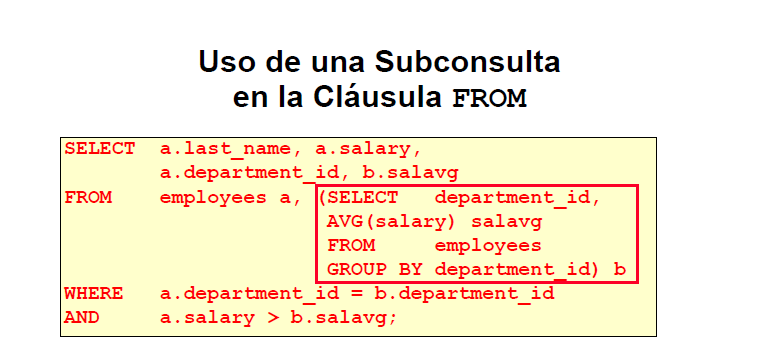 Uso de una Subconsulta
en la Cláusula FROM
SELECT a.last_name, a.salary,
a.department_id, b.salavg
FROM employees a, (SELECT department_id,
AVG(salary) salavg
FROM employees
GROUP BY department_id) b
WHERE a.department_id = b.department_id
AND a.salary > b.salavg;